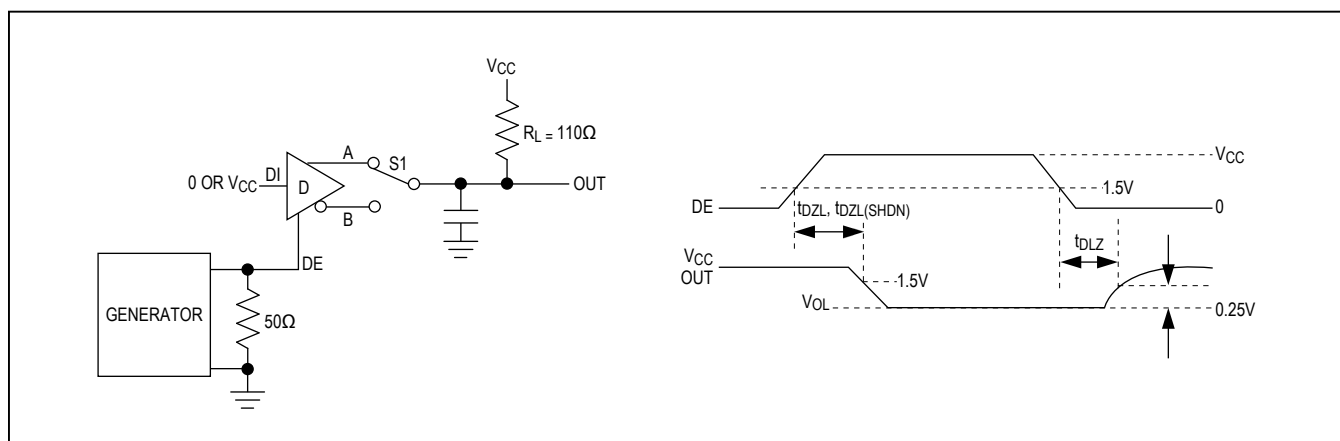 VCC
RL = 110Ω
A
S1
0 OR VCC
DI
D
OUT
B
DE
GENERATOR
50Ω
VCC
1.5V
DE
0
tDZL, tDZL(SHDN)
tDLZ
VCC
OUT
1.5V
VOL
0.25V